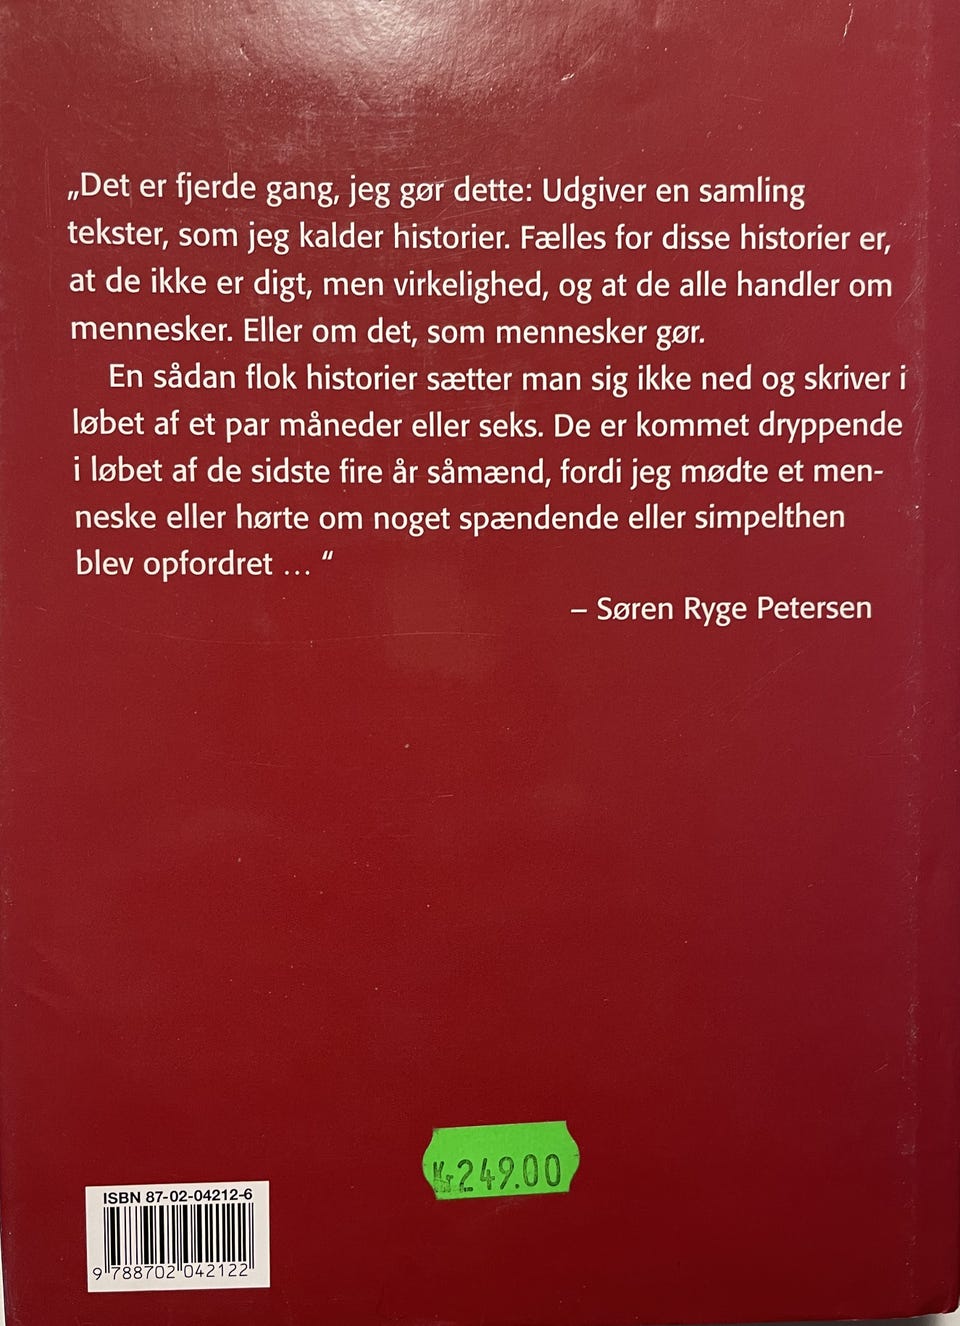 „Det er fjerde gang, jeg gør dette: Udgiver en samling
tekster, som jeg kalder historier. Fælles for disse historier er,
at de ikke er digt, men virkelighed, og at de alle handler om
mennesker. Eller om det, som mennesker gør.
En sådan flok historier sætter man sig ikke ned og skriver i
løbet af et par måneder eller seks. De er kommet dryppende
i løbet af de sidste fire år såmænd, fordi jeg mødte et men-
neske eller hørte om noget spændende eller simpelthen
blev opfordret … “
– Søren Ryge Petersen
Kr249.00
ISBN 87-02-04212-6
9 788702 042122